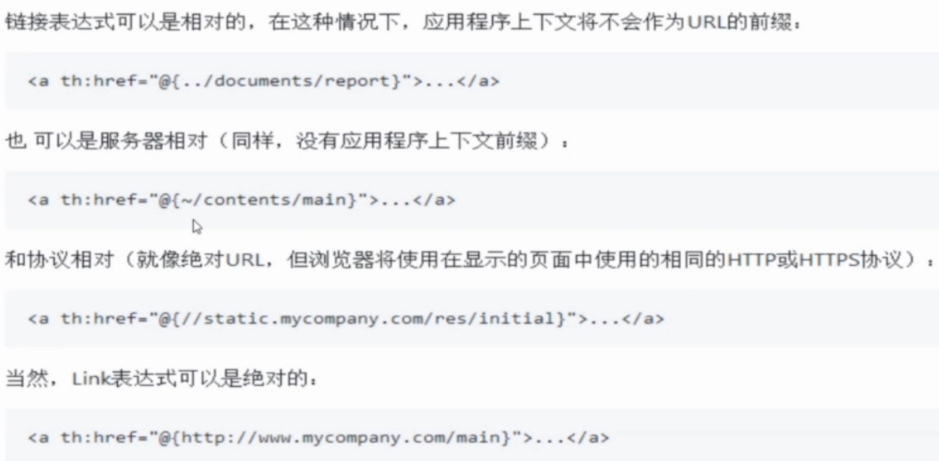 链接表达式可以是相对的，在这种情况下，应用程序上下文将不会作为URL的前缀：
<a th:href="@{../documents/report}">...</a>
也 可以是服务器相对（同样，没有应用程序上下文前缀）：
<a th:href="@{~/contents/main}">...</a>
和协议相对（就像绝对URL，但浏览器将使用在显示的页面中使用的相同的HTTP或HTTPS协议）：
<a th:href="@{//static.mycompany.com/res/initial}">...</a>
当然，Link表达式可以是绝对的：
<a th:href="@{http://www.mycompany.com/main}">...</a>